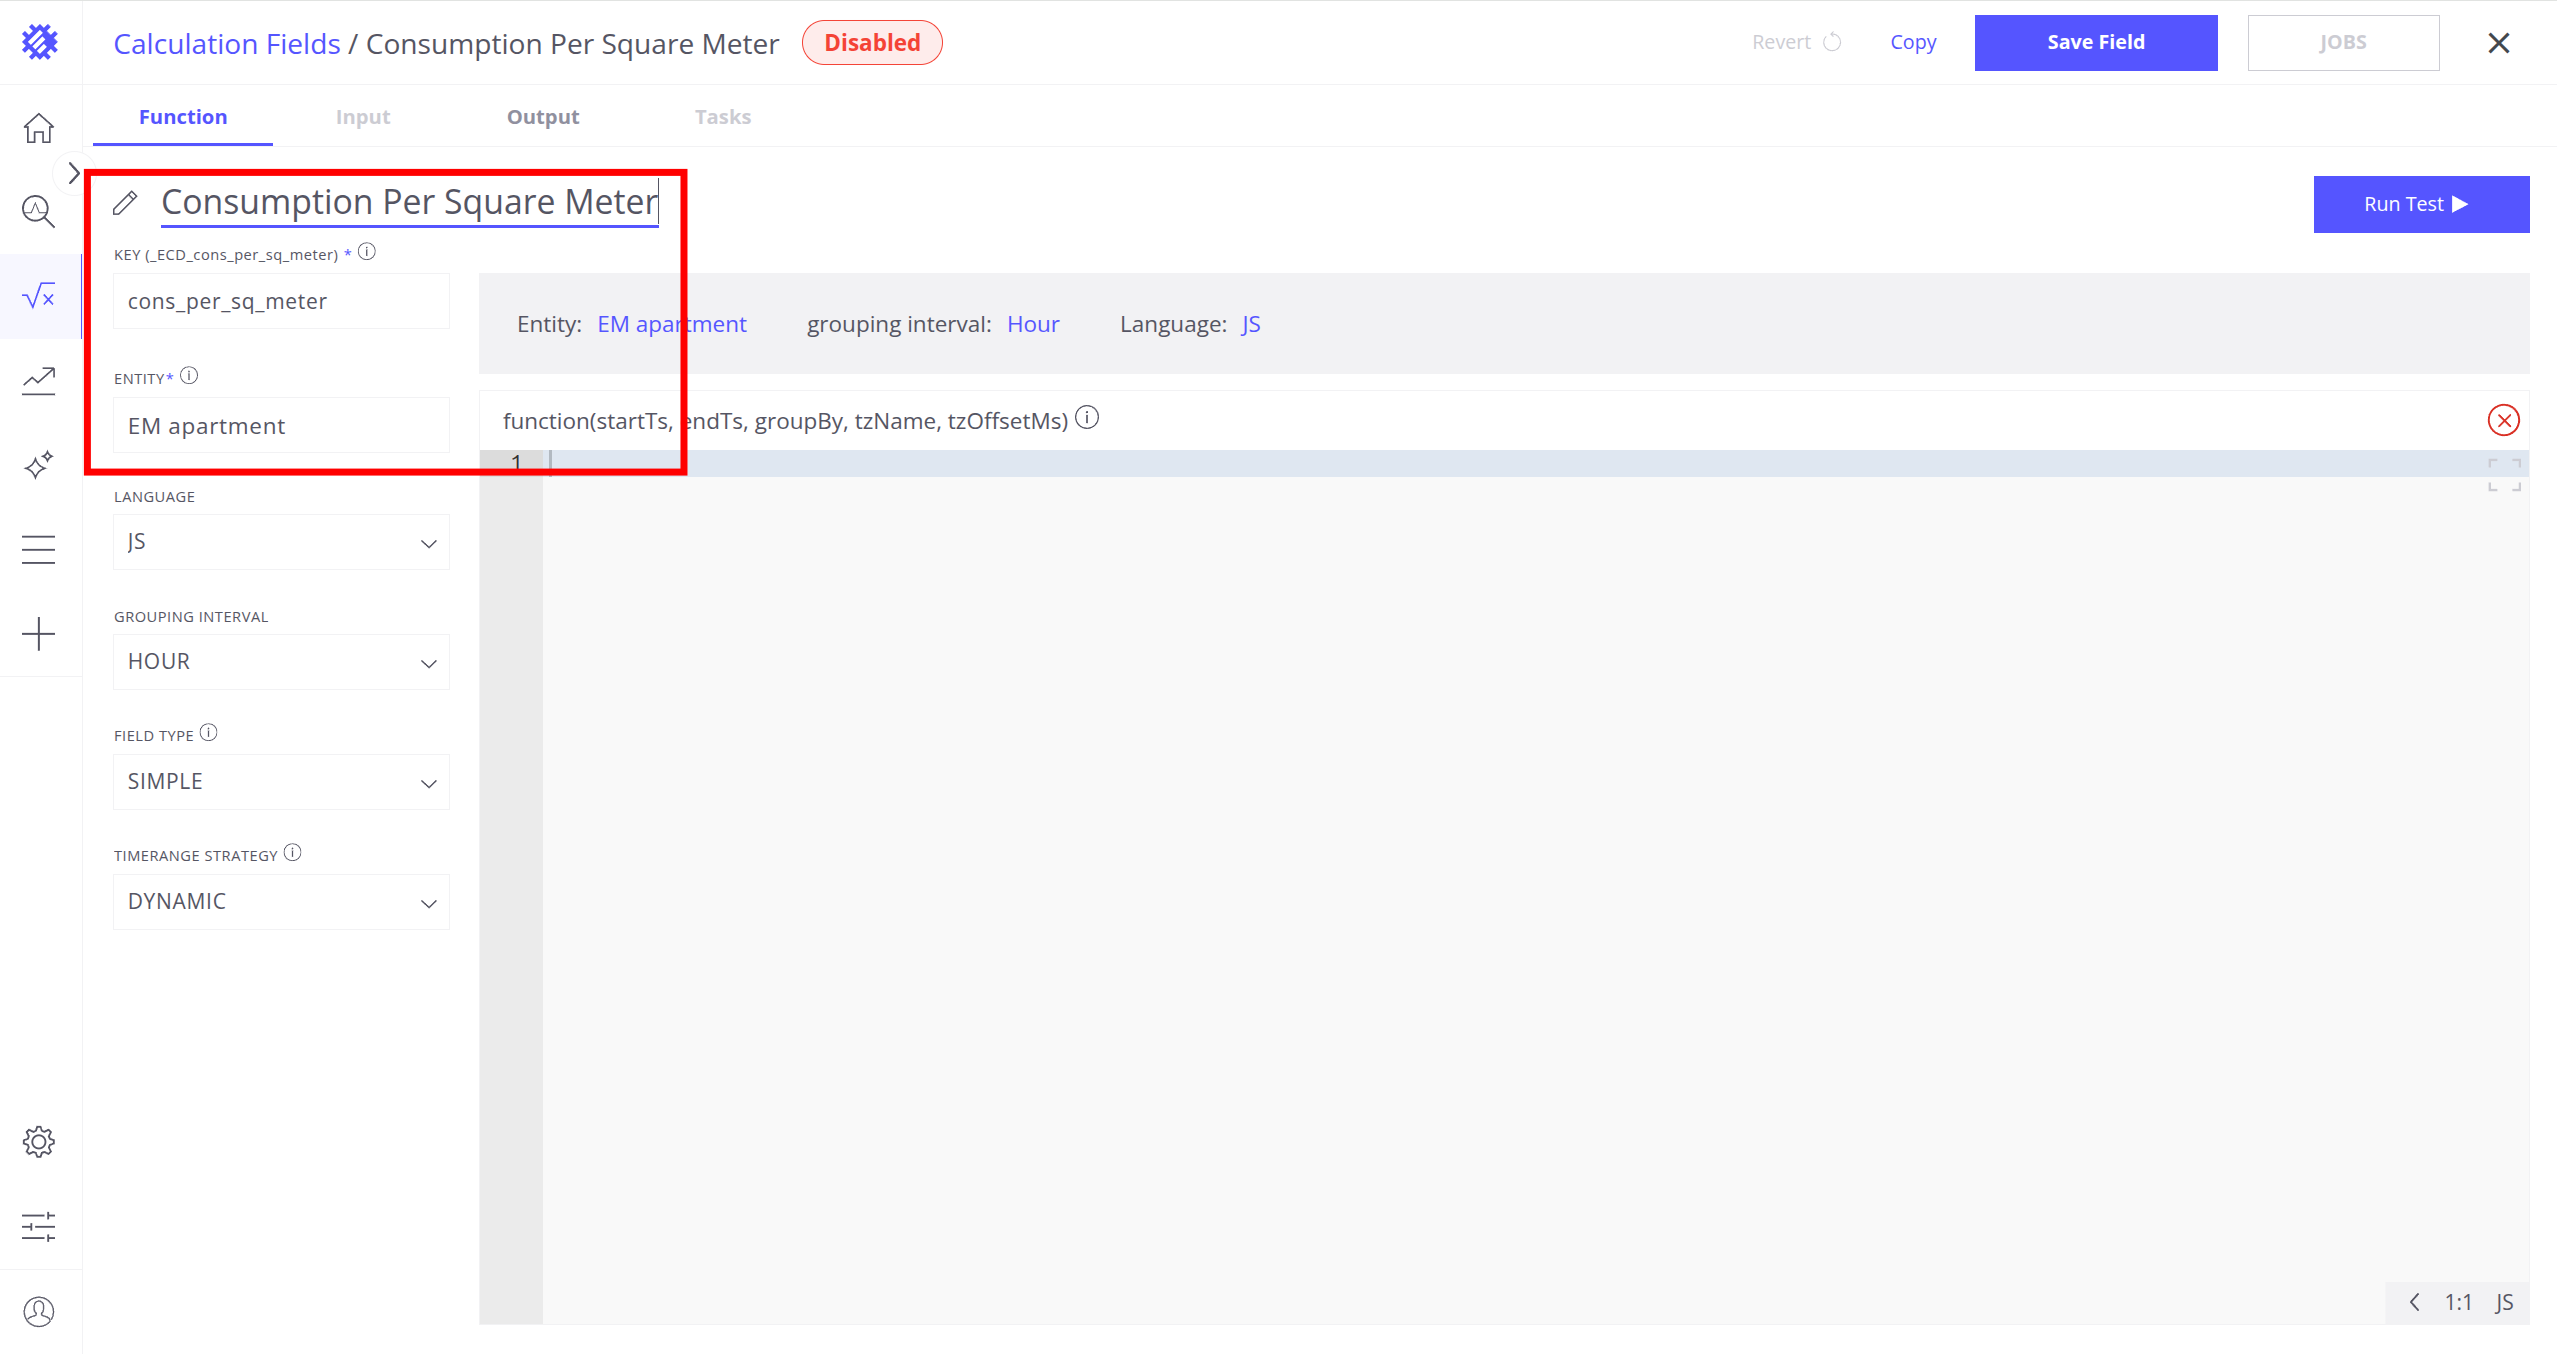 Calculation Fields / Consumption Per Square Meter
Disabled
Revert
Copy
Save Field
JOBS
Function
Input
Output
Tasks
Consumption Per Square Meter
Run Test
KEY (_ECD_cons_per_sq_meter) *
cons_per_sq_meter
Entity: EM apartment grouping interval: Hour Language: JS
ENTITY*
EM apartment
function(startTs, endTs, groupBy, tzName, tzOffsetMs)
1
LANGUAGE
JS
GROUPING INTERVAL
HOUR
FIELD TYPE
SIMPLE
TIMERANGE STRATEGY
DYNAMIC
1:1 JS